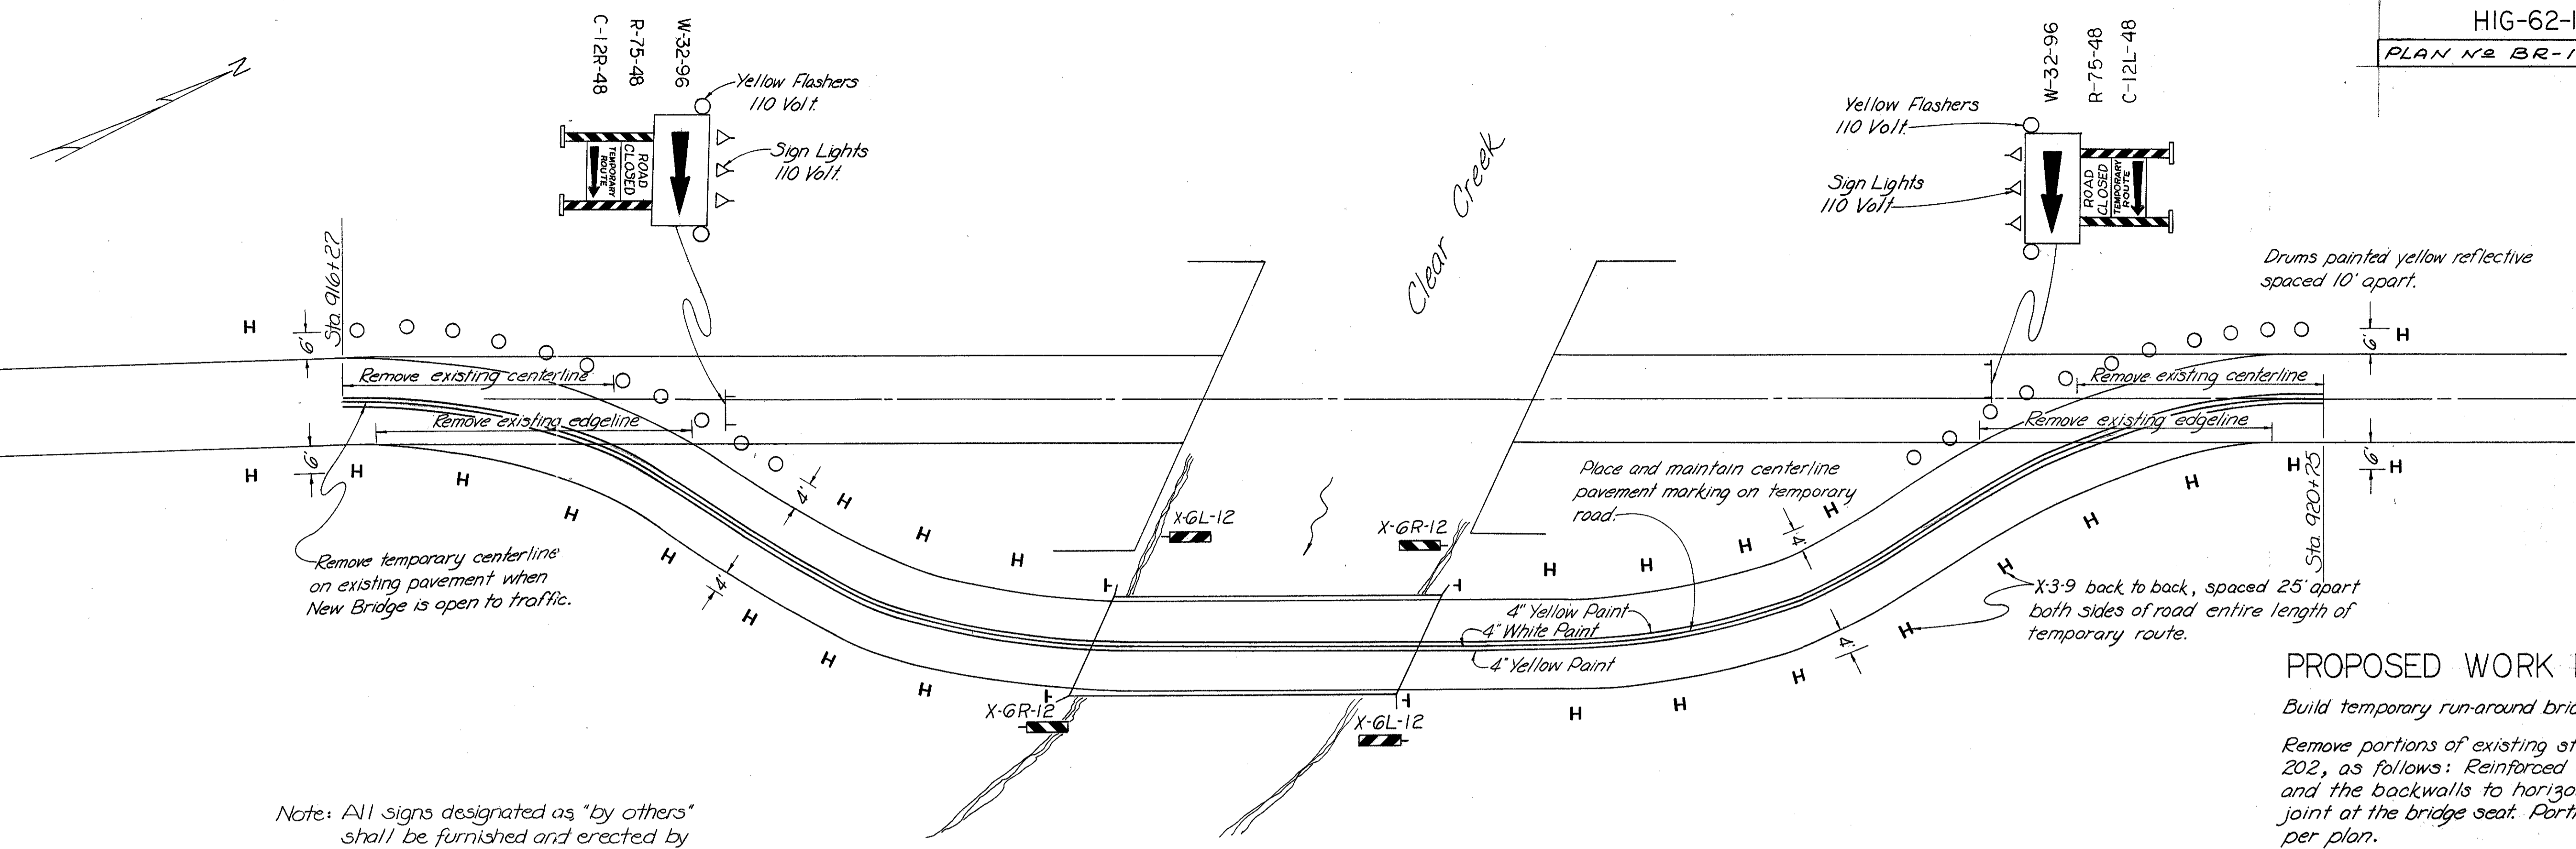 HIG-62-
PLAN Nº BR-1
C-12R-48
R-75-48
W-32-96
Yellow Flashers
110 Volt.
Sign Lights
110 Volt.
ROAD
CLOSED
TEMPORARY
ROUTE
W-32-96
R-75-48
C-12L-48
Yellow Flashers
110 Volt
Sign Lights
110 Volt
ROAD
CLOSED
TEMPORARY
ROUTE
Clear Creek
Drums painted yellow reflective
spaced 10' apart.
Sta. 916+27
H
6'
6'
H
Remove existing centerline
Remove existing edgeline
Remove existing centerline
Remove existing edgeline
6'
H
6'
H
Sta. 920+75
4'
4'
4'
4'
Place and maintain centerline
pavement marking on temporary
road.
X-6L-12
X-6R-12
Remove temporary centerline
on existing pavement when
New Bridge is open to traffic.
X-3-9 back to back, spaced 25' apart
both sides of road entire length of
temporary route.
4" Yellow Paint
4" White Paint
4" Yellow Paint
X-6R-12
X-6L-12
PROPOSED WORK
Build temporary run-around
Remove portions of existing
202, as follows: Reinforced
and the backwalls to
joint at the bridge seat.
per plan.
Note: All signs designated as "by others"
shall be furnished and erected by